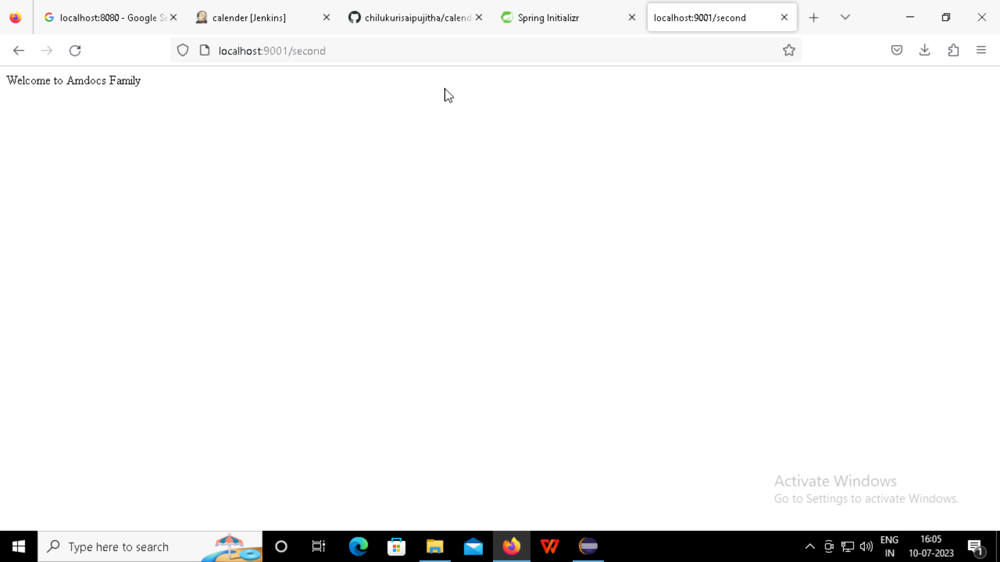 localhost:8080 - Google Se
calender [Jenkins]
chilukurisaipujitha/calend
Spring Initializr
localhost:9001/second
localhost:9001/second
Welcome to Amdocs Family
Activate Windows
Go to Settings to activate Windows.
Type here to search
ENG
IN
16:05
10-07-2023
1